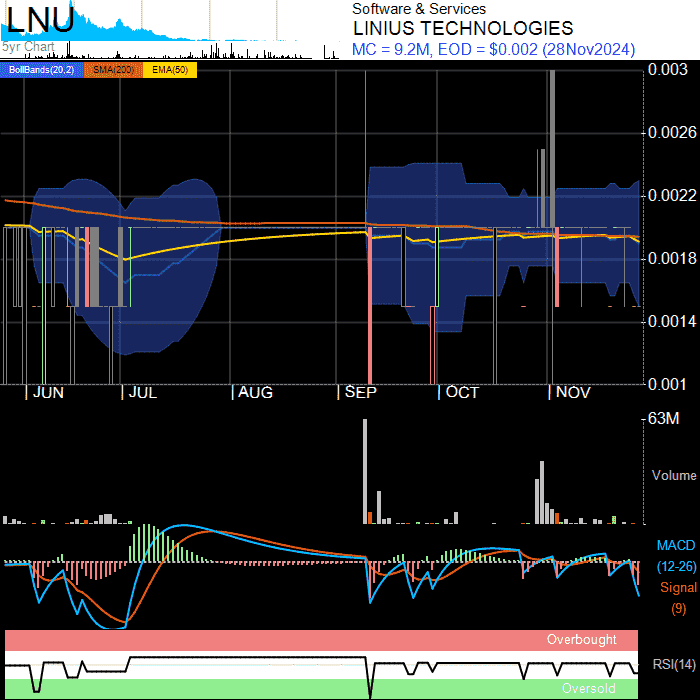 LNU
5yr Chart
Software & Services
LINIUS TECHNOLOGIES
MC = 9.2M, EOD = $0.002 (28Nov2024)
BollBands(20,2) SMA(200) EMA(50)
0.003
0.0026
0.0022
0.0018
0.0014
0.001
JUN JUL AUG SEP OCT NOV
63M
Volume
MACD
(12-26)
Signal
(9)
Overbought
RSI(14)
Oversold